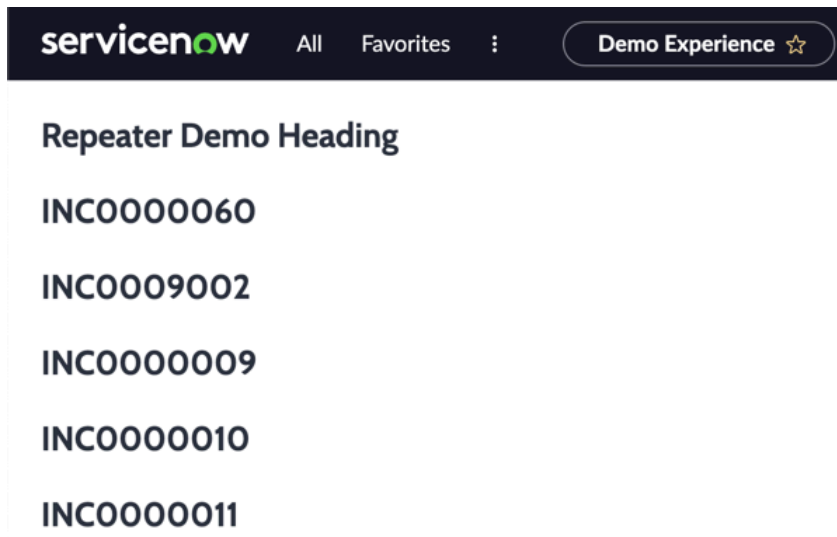 servicenow All Favorites Demo Experience
Repeater Demo Heading
INC0000060
INC0009002
INC0000009
INC0000010
INC0000011